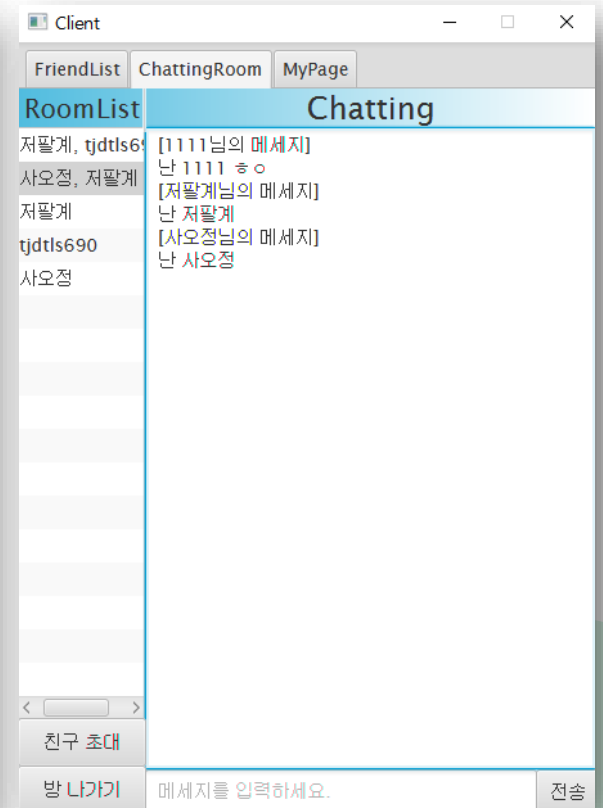 Client
FriendList ChattingRoom MyPage
RoomList
Chatting
저팔계, tjdtls69
사오정, 저팔계
저팔계
tjdtls690
사오정
[1111님의 메세지]
난 1111 ㅎㅇ
[저팔계님의 메세지]
난 저팔계
[사오정님의 메세지]
난 사오정
친구 초대
방 나가기
메세지를 입력하세요.
전송